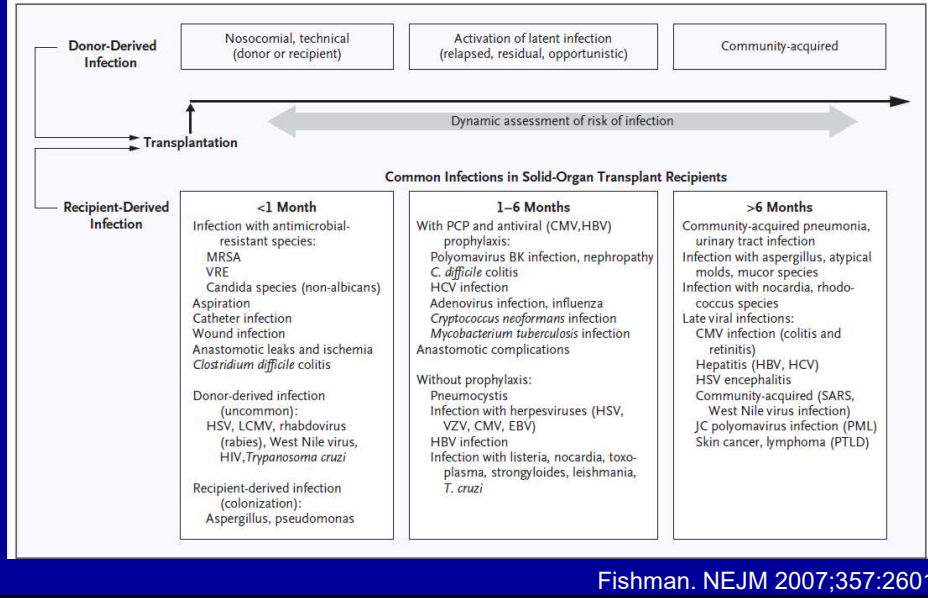 Donor-Derived
Infection
Nosocomial, technical
(donor or recipient)
Activation of latent infection
(relapsed, residual, opportunistic)
Community-acquired
Dynamic assessment of risk of infection
Transplantation
Common Infections in Solid-Organ Transplant Recipients
Recipient-Derived
Infection
<1 Month
Infection with antimicrobial-
resistant species:
MRSA
VRE
Candida species (non-albicans)
Aspiration
Catheter infection
Wound infection
Anastomotic leaks and ischemia
Clostridium difficile colitis
Donor-derived infection
(uncommon):
HSV, LCMV, rhabdovirus
(rabies), West Nile virus,
HIV,Trypanosoma cruzi
Recipient-derived infection
(colonization):
Aspergillus, pseudomonas
1–6 Months
With PCP and antiviral (CMV,HBV)
prophylaxis:
Polyomavirus BK infection, nephropathy
C. difficile colitis
HCV infection
Adenovirus infection, influenza
Cryptococcus neoformans infection
Mycobacterium tuberculosis infection
Anastomotic complications
Without prophylaxis:
Pneumocystis
Infection with herpesviruses (HSV,
VZV, CMV, EBV)
HBV infection
Infection with listeria, nocardia, toxo-
plasma, strongyloides, leishmania,
T. cruzi
>6 Months
Community-acquired pneumonia,
urinary tract infection
Infection with aspergillus, atypical
molds, mucor species
Infection with nocardia, rhodo-
coccus species
Late viral infections:
CMV infection (colitis and
retinitis)
Hepatitis (HBV, HCV)
HSV encephalitis
Community-acquired (SARS,
West Nile virus infection)
JC polyomavirus infection (PML)
Skin cancer, lymphoma (PTLD)
Fishman. NEJM 2007;357:2601